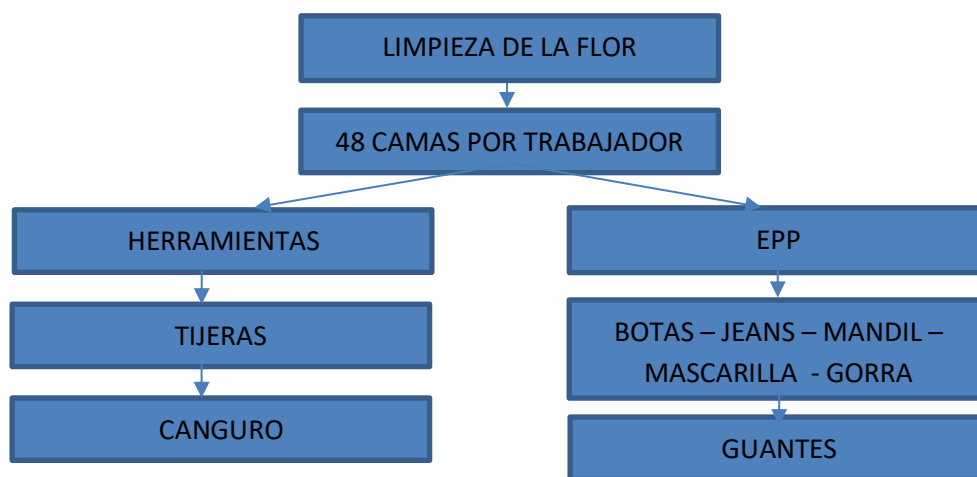 LIMPIEZA DE LA FLOR
48 CAMAS POR TRABAJADOR
HERRAMIENTAS
EPP
TIJERAS
BOTAS – JEANS – MANDIL –
MASCARILLA - GORRA
CANGURO
GUANTES